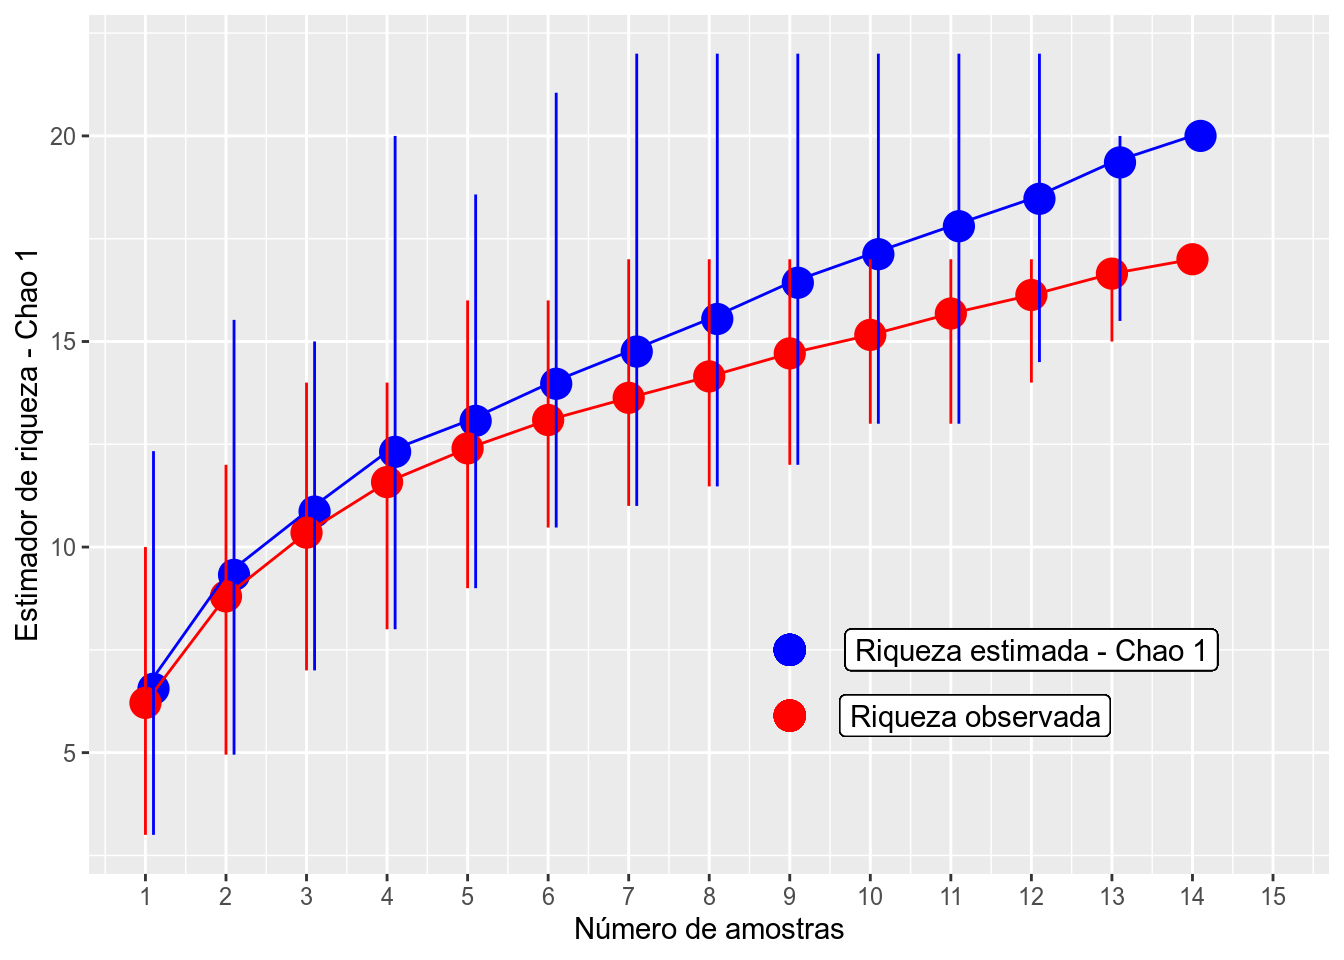 Estimador de riqueza - Chao 1
20
15
10
5
Riqueza estimada - Chao 1
Riqueza observada
1 2 3 4 5 6 7 8 9 10 11 12 13 14 15
Número de amostras